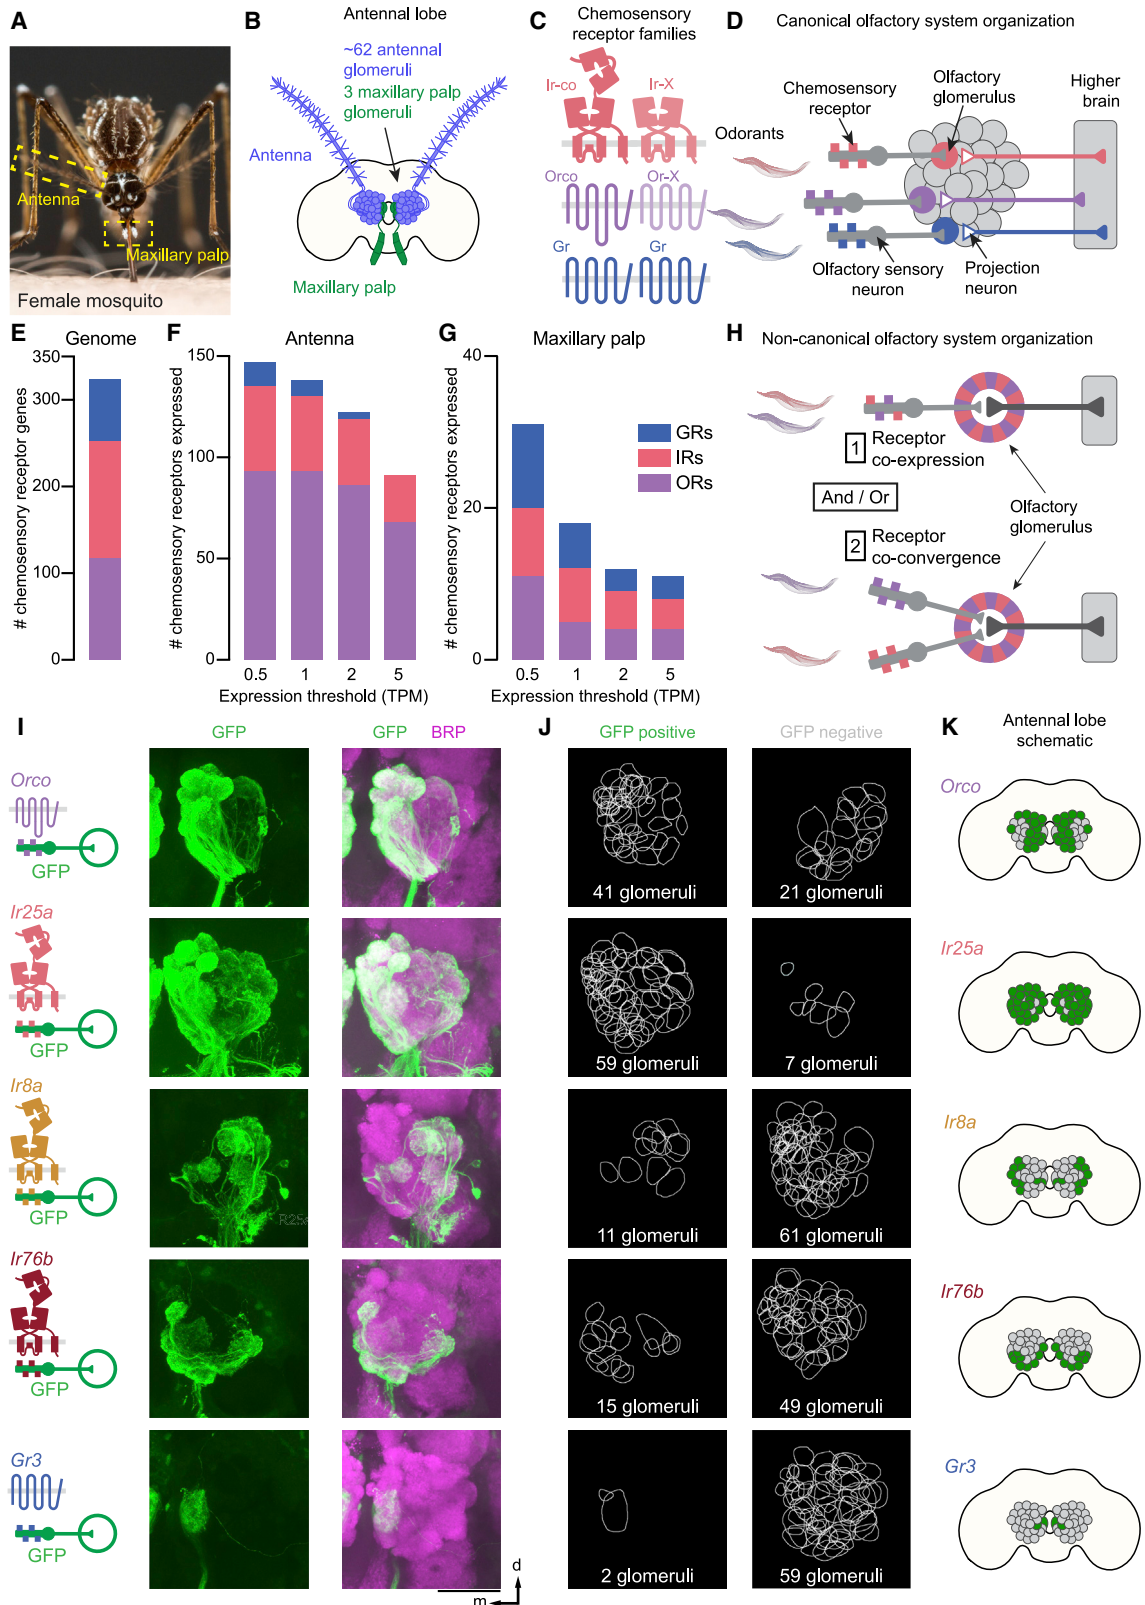 A
Antenna
Maxillary palp
Female mosquito
B
Antennal lobe
~62 antennal
glomeruli
3 maxillary palp
glomeruli
Antenna
Maxillary palp
C
Chemosensory
receptor families
Ir-co
Ir-X
Orco
Or-X
Gr
Gr
D
Canonical olfactory system organization
Odorants
Chemosensory
receptor
Olfactory
glomerulus
Higher
brain
Olfactory sensory
neuron
Projection
neuron
E
Genome
# chemosensory receptor genes
350
300
200
100
0
F
Antenna
# chemosensory receptors expressed
150
100
50
0
0.5
1
2
5
Expression threshold (TPM)
G
Maxillary palp
# chemosensory receptors expressed
40
20
0
0.5
1
2
5
Expression threshold (TPM)
GRs
IRs
ORs
H
Non-canonical olfactory system organization
1
Receptor
co-expression
And / Or
2
Receptor
co-convergence
Olfactory
glomerulus
I
GFP
GFP BRP
J
GFP positive
GFP negative
K
Antennal lobe
schematic
Orco
GFP
41 glomeruli
21 glomeruli
Orco
Ir25a
GFP
59 glomeruli
7 glomeruli
Ir25a
Ir8a
GFP
11 glomeruli
61 glomeruli
Ir8a
Ir76b
GFP
15 glomeruli
49 glomeruli
Ir76b
Gr3
GFP
2 glomeruli
59 glomeruli
Gr3
d
m